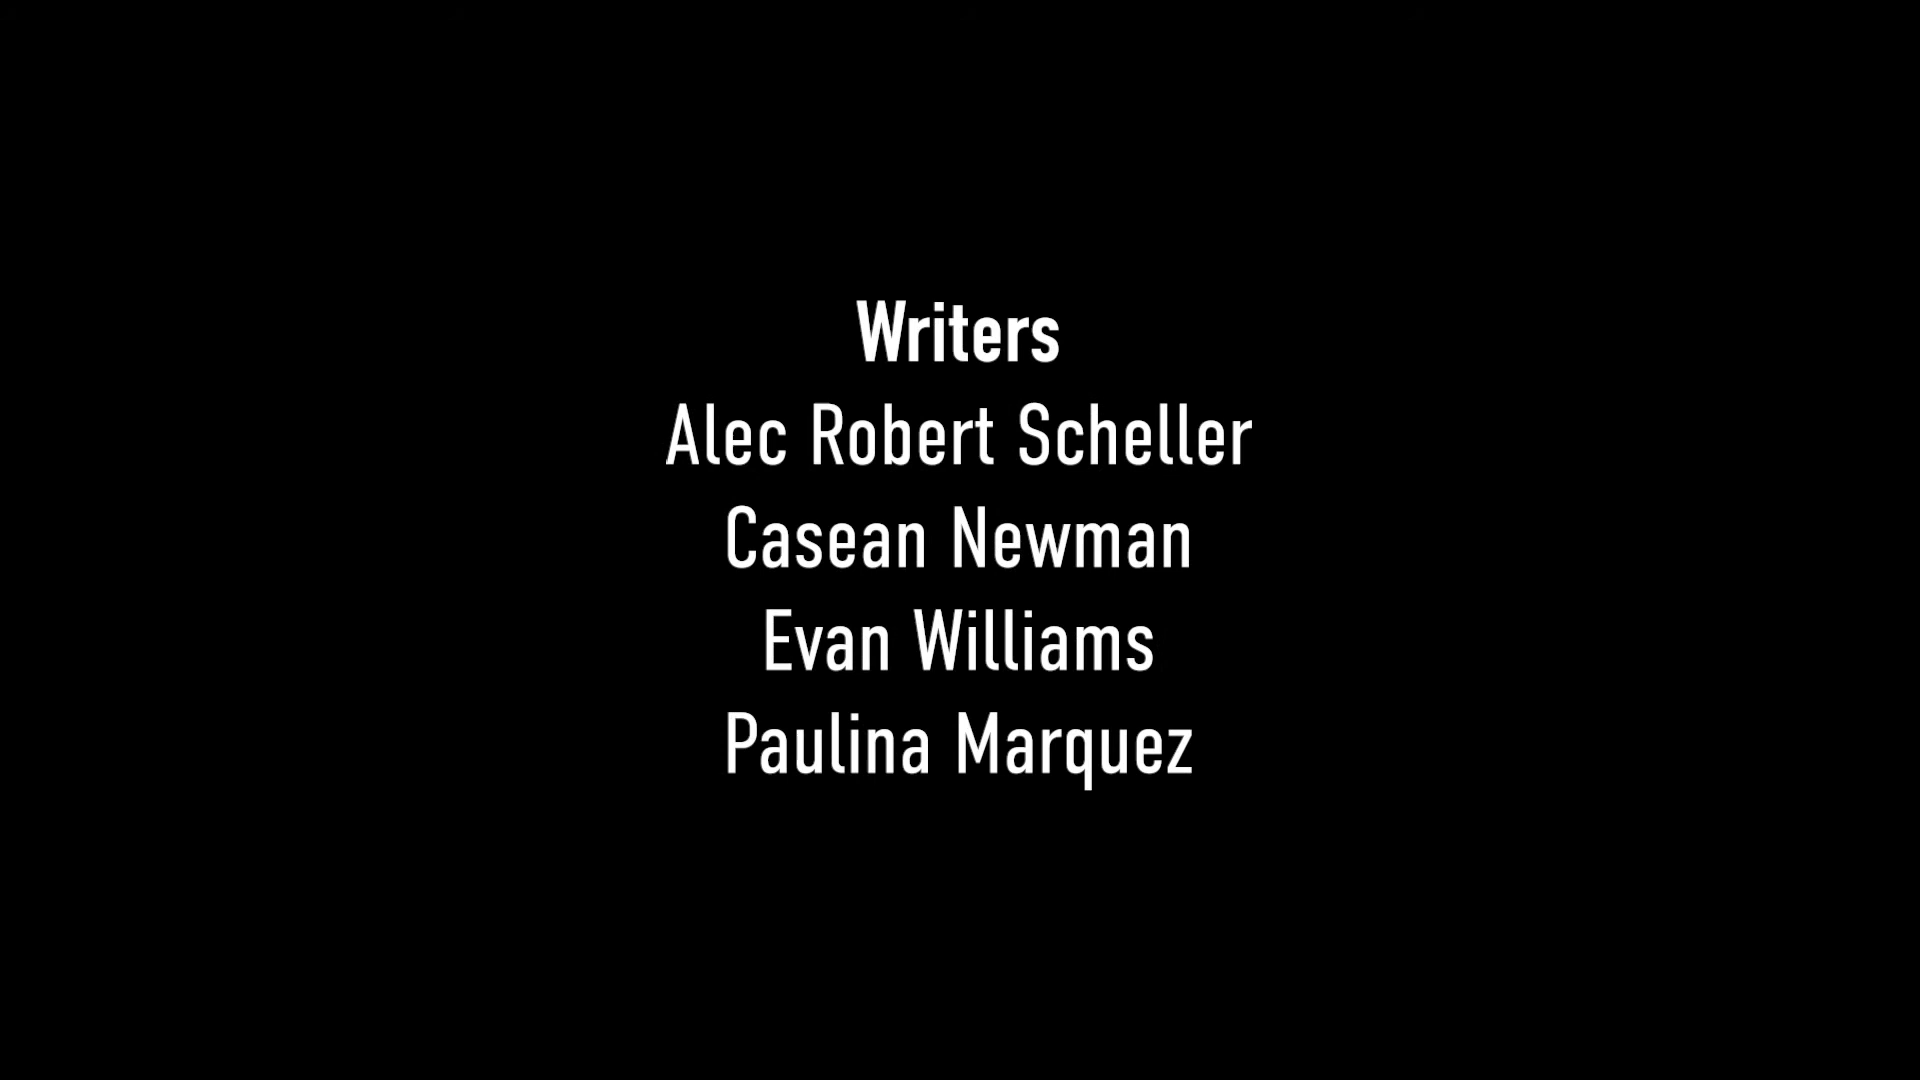 Writers
Alec Robert Scheller
Casean Newman
Evan Williams
Paulina Marquez